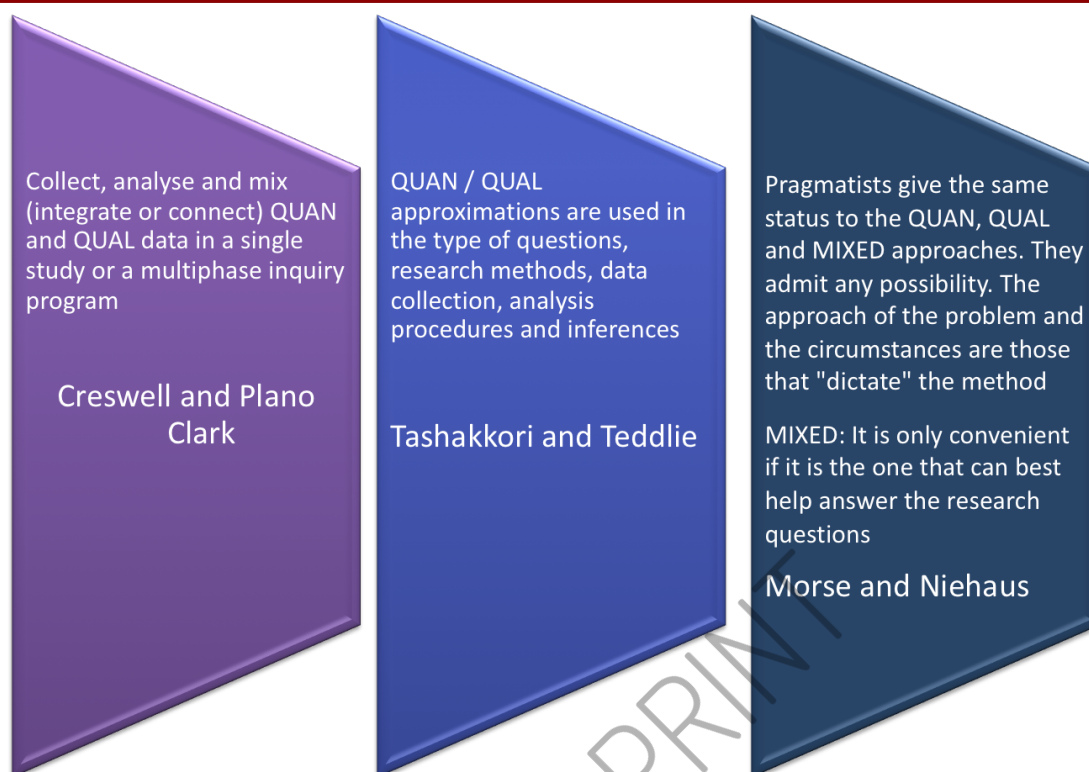 Collect, analyse and mix
(integrate or connect) QUAN
and QUAL data in a single
study or a multiphase inquiry
program
Creswell and Plano
Clark
QUAN / QUAL
approximations are used in
the type of questions,
research methods, data
collection, analysis
procedures and inferences
Tashakkori and Teddlie
Pragmatists give the same
status to the QUAN, QUAL
and MIXED approaches. They
admit any possibility. The
approach of the problem and
the circumstances are those
that "dictate" the method
MIXED: It is only convenient
if it is the one that can best
help answer the research
questions
Morse and Niehaus
PRINT